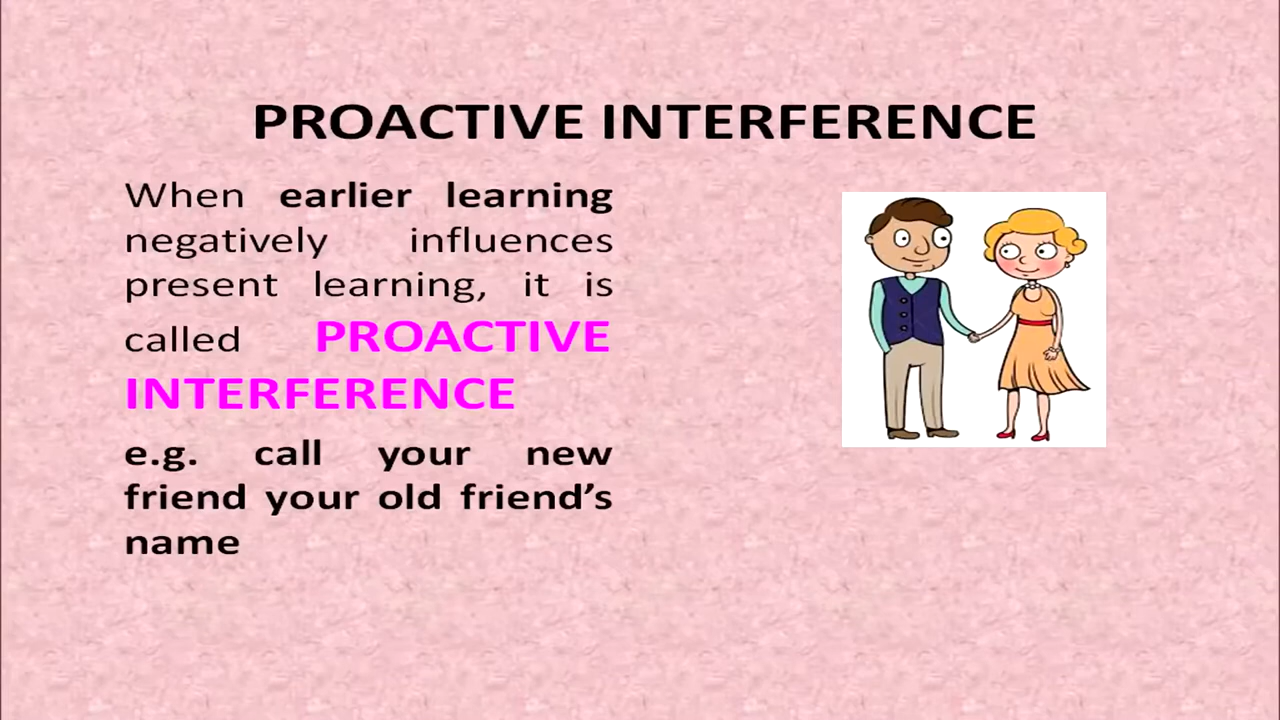 PROACTIVE INTERFERENCE
When earlier learning
negatively influences
present learning, it is
called PROACTIVE
INTERFERENCE
e.g. call your new
friend your old friend’s
name